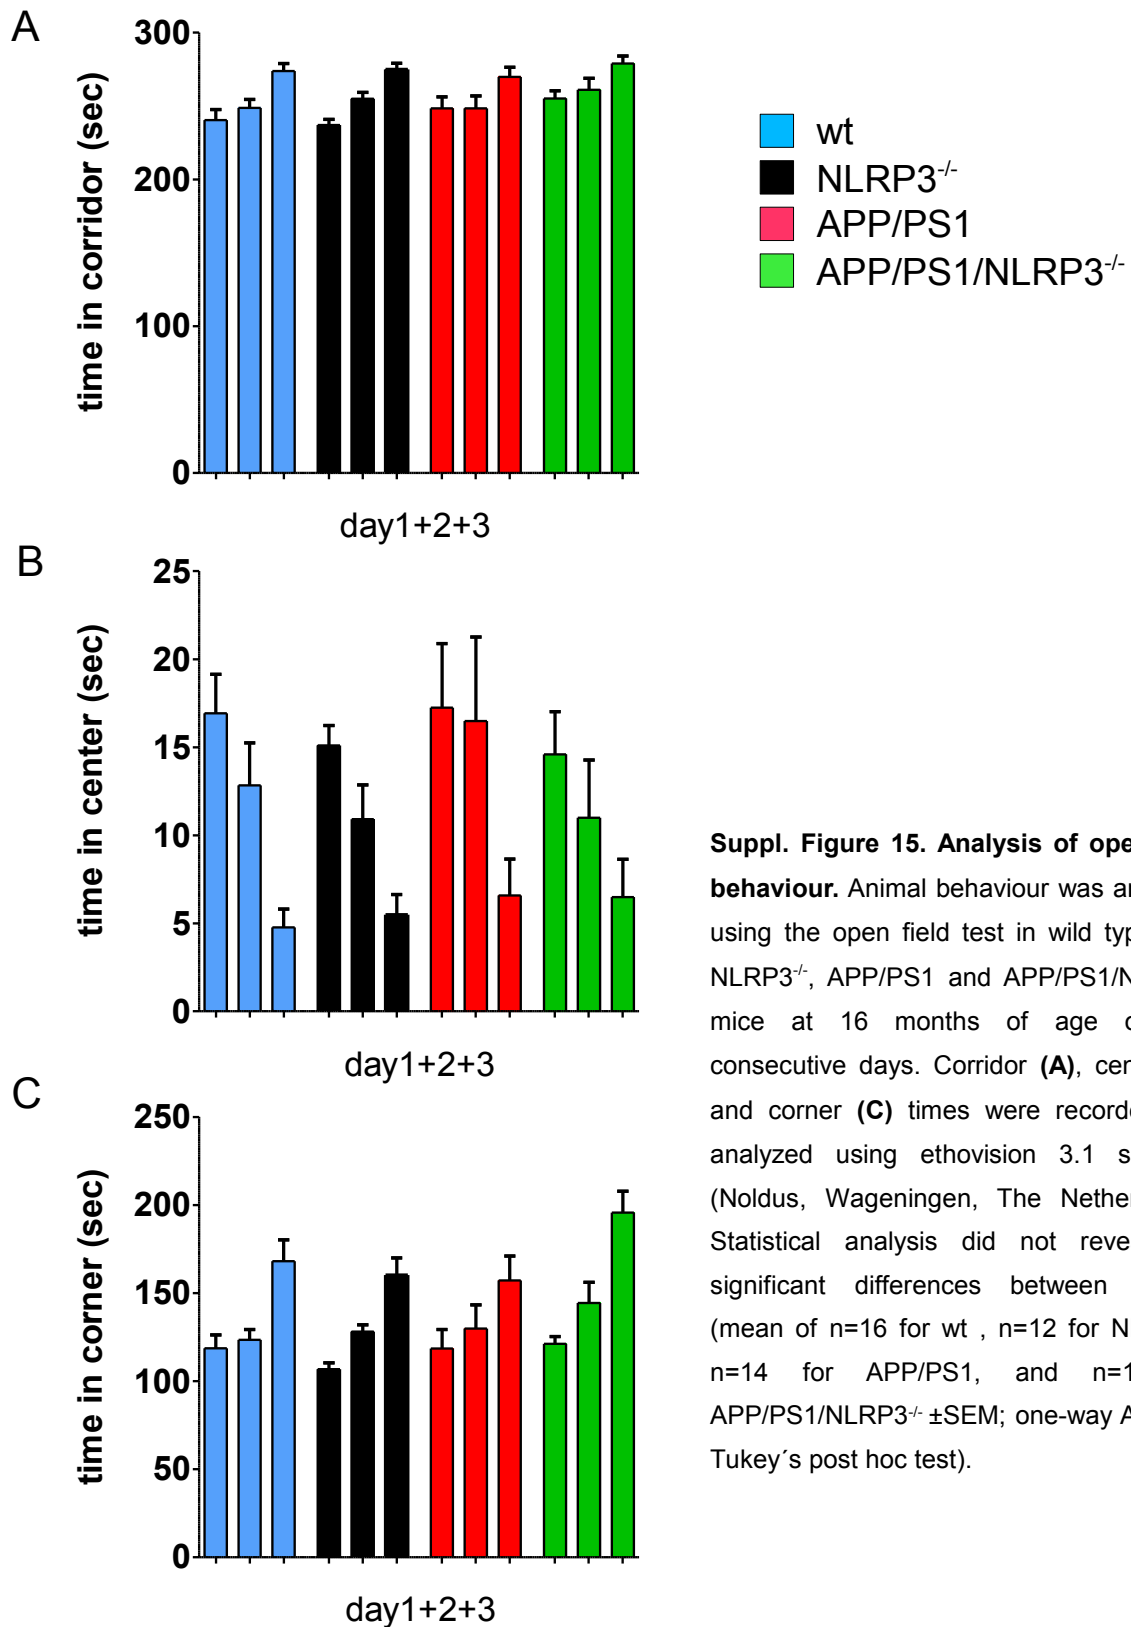 A
time in corridor (sec)
300
200
100
0
day1+2+3
wt
NLRP3-/-
APP/PS1
APP/PS1/NLRP3-/-
B
time in center (sec)
25
20
15
10
5
0
day1+2+3
C
time in corner (sec)
250
200
150
100
50
0
day1+2+3
Suppl. Figure 15. Analysis of ope
behaviour. Animal behaviour was an
using the open field test in wild typ
NLRP3-/-, APP/PS1 and APP/PS1/N
mice at 16 months of age o
consecutive days. Corridor (A), cen
and corner (C) times were record
analyzed using ethovision 3.1 s
(Noldus, Wageningen, The Nether
Statistical analysis did not reve
significant differences between
(mean of n=16 for wt , n=12 for N
n=14 for APP/PS1, and n=1
APP/PS1/NLRP3-/- ±SEM; one-way A
Tukey´s post hoc test).